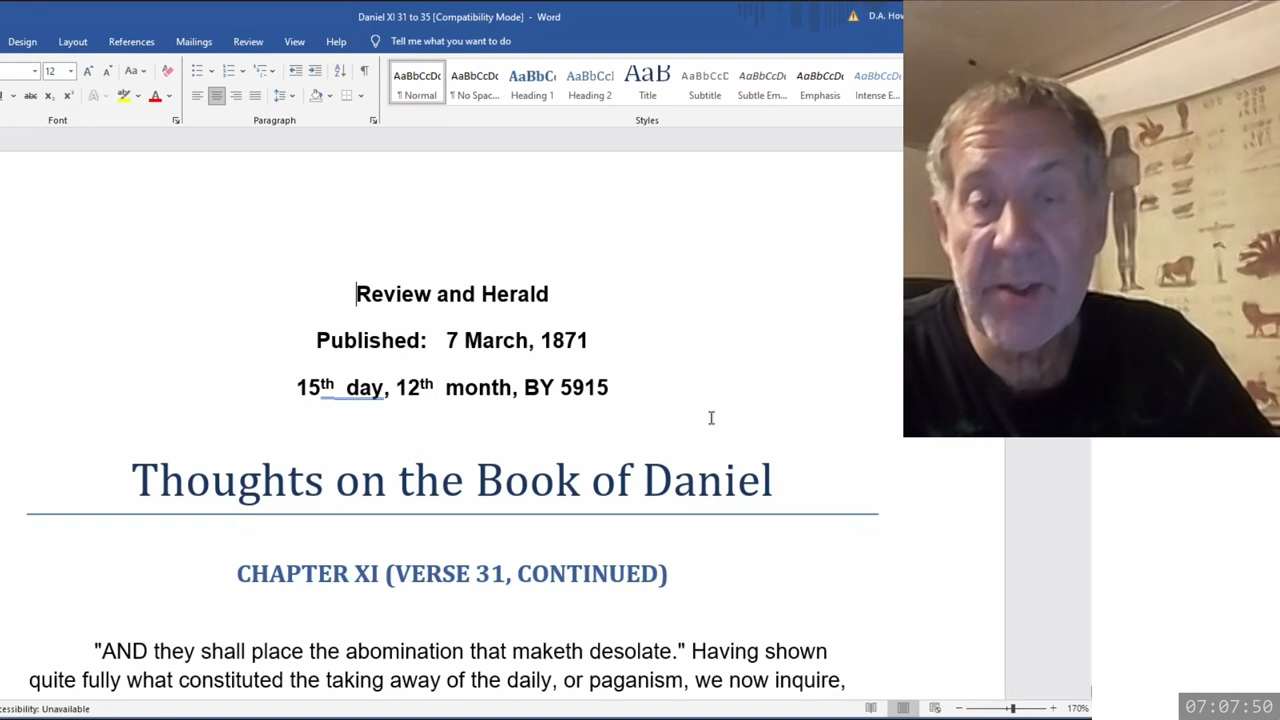 Daniel XI 31 to 35 [Compatibility Mode] - Word
D.A. How
Design Layout References Mailings Review View Help Tell me what you want to do
12 Aa
AaBbCcDc AaBbCcDc AaBbC AaBbCcI AaB AaBbCcD AaBbCcDc AaBbCcDc AaBbCcDc
¶ Normal ¶ No Spac... Heading 1 Heading 2 Title Subtitle Subtle Em... Emphasis Intense E...
Font Paragraph Styles
Review and Herald
Published: 7 March, 1871
15th day, 12th month, BY 5915
Thoughts on the Book of Daniel
CHAPTER XI (VERSE 31, CONTINUED)
"AND they shall place the abomination that maketh desolate." Having shown
quite fully what constituted the taking away of the daily, or paganism, we now inquire,
cessibility: Unavailable
170%
07:07:50